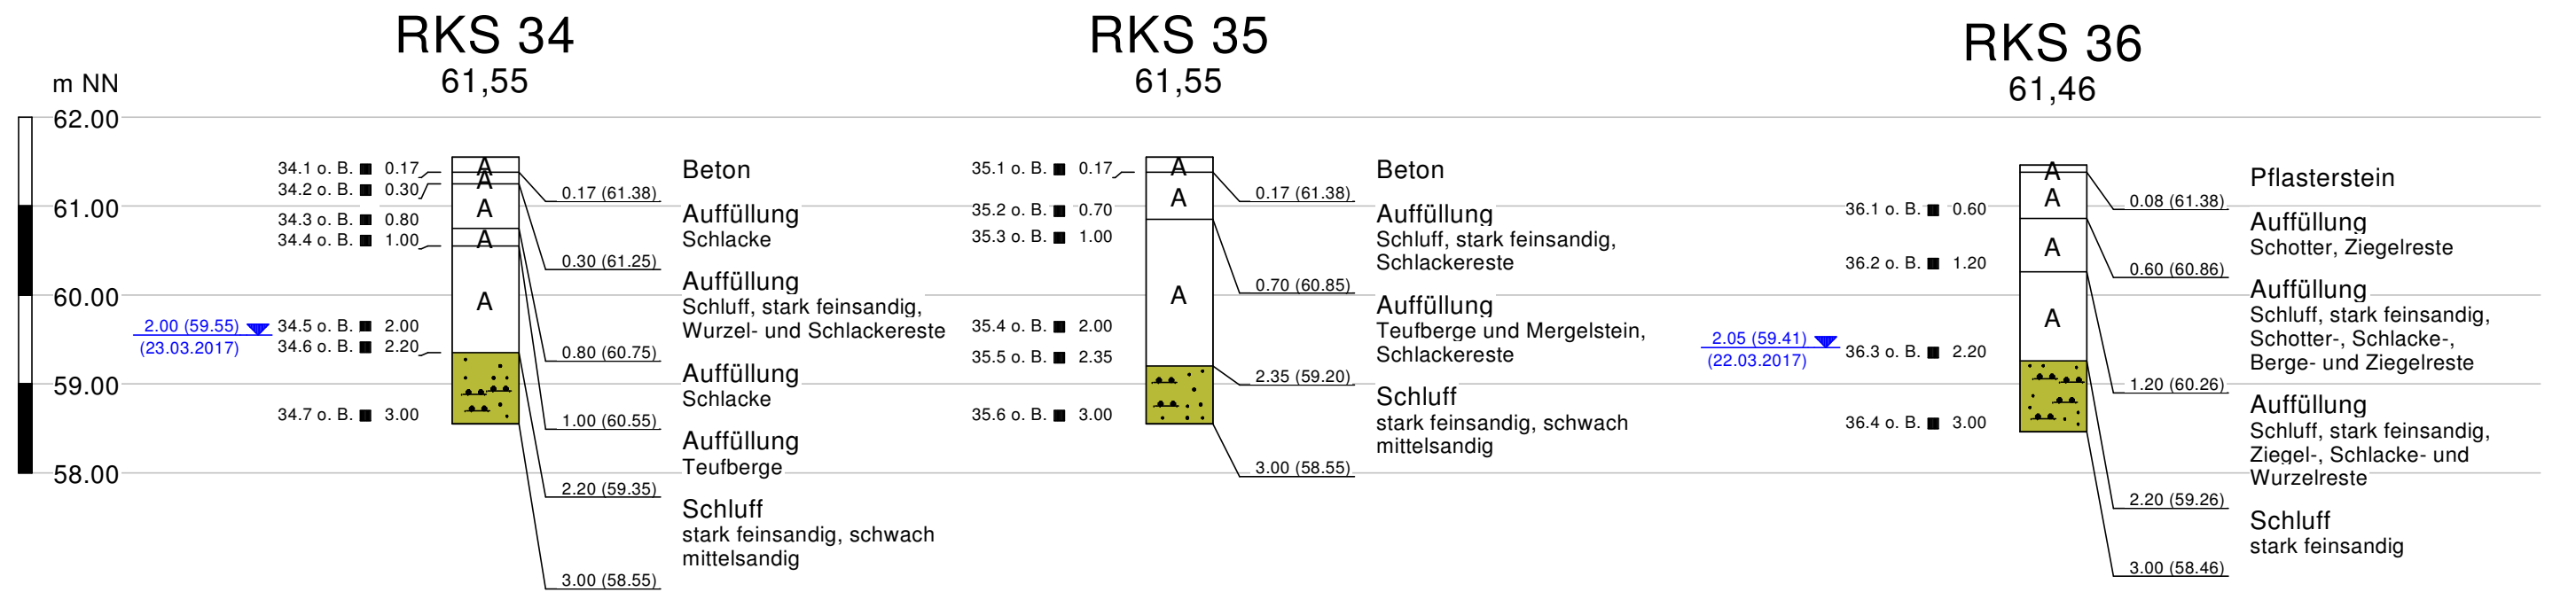 RKS 34
61,55
RKS 35
61,55
RKS 36
61,46
m NN
62.00
61.00
60.00
59.00
58.00
2.00 (59.55)
(23.03.2017)
34.1 o. B. 0.17
34.2 o. B. 0.30
34.3 o. B. 0.80
34.4 o. B. 1.00
34.5 o. B. 2.00
34.6 o. B. 2.20
34.7 o. B. 3.00
A
A
A
A
A
0.17 (61.38)
0.30 (61.25)
0.80 (60.75)
1.00 (60.55)
2.20 (59.35)
3.00 (58.55)
Beton
Auffüllung
Schlacke
Auffüllung
Schluff, stark feinsandig,
Wurzel- und Schlackereste
Auffüllung
Schlacke
Auffüllung
Teufberge
Schluff
stark feinsandig, schwach
mittelsandig
35.1 o. B. 0.17
35.2 o. B. 0.70
35.3 o. B. 1.00
35.4 o. B. 2.00
35.5 o. B. 2.35
35.6 o. B. 3.00
A
A
A
0.17 (61.38)
0.70 (60.85)
2.35 (59.20)
3.00 (58.55)
Beton
Auffüllung
Schluff, stark feinsandig,
Schlackereste
Auffüllung
Teufberge und Mergelstein,
Schlackereste
Schluff
stark feinsandig, schwach
mittelsandig
2.05 (59.41)
(22.03.2017)
36.1 o. B. 0.60
36.2 o. B. 1.20
36.3 o. B. 2.20
36.4 o. B. 3.00
A
A
A
A
0.08 (61.38)
0.60 (60.86)
1.20 (60.26)
2.20 (59.26)
3.00 (58.46)
Pflasterstein
Auffüllung
Schotter, Ziegelreste
Auffüllung
Schluff, stark feinsandig,
Schotter-, Schlacke-,
Berge- und Ziegelreste
Auffüllung
Schluff, stark feinsandig,
Ziegel-, Schlacke- und
Wurzelreste
Schluff
stark feinsandig